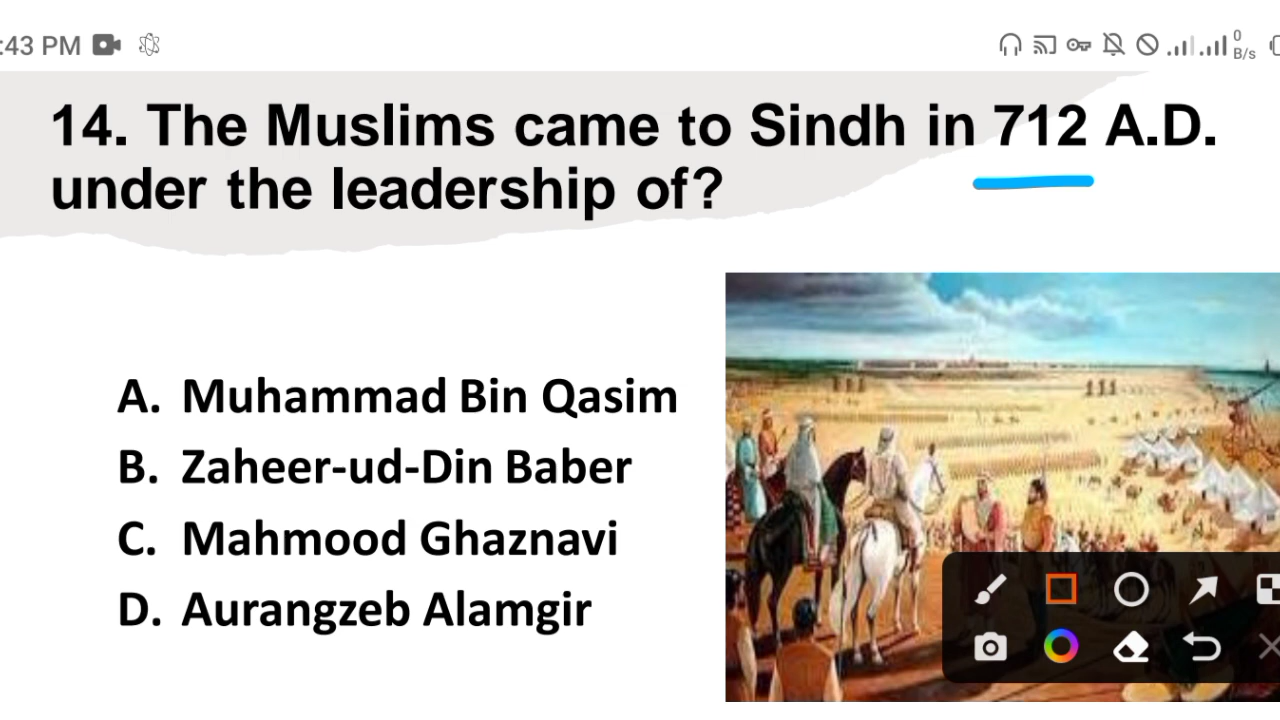 :43 PM
0
B/s
14. The Muslims came to Sindh in 712 A.D.
under the leadership of?
A. Muhammad Bin Qasim
B. Zaheer-ud-Din Baber
C. Mahmood Ghaznavi
D. Aurangzeb Alamgir